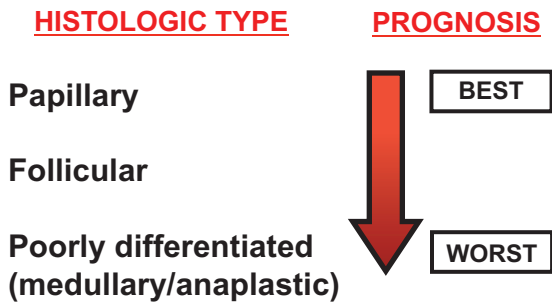 HISTOLOGIC TYPE PROGNOSIS
Papillary BEST
Follicular
Poorly differentiated
(medullary/anaplastic) WORST